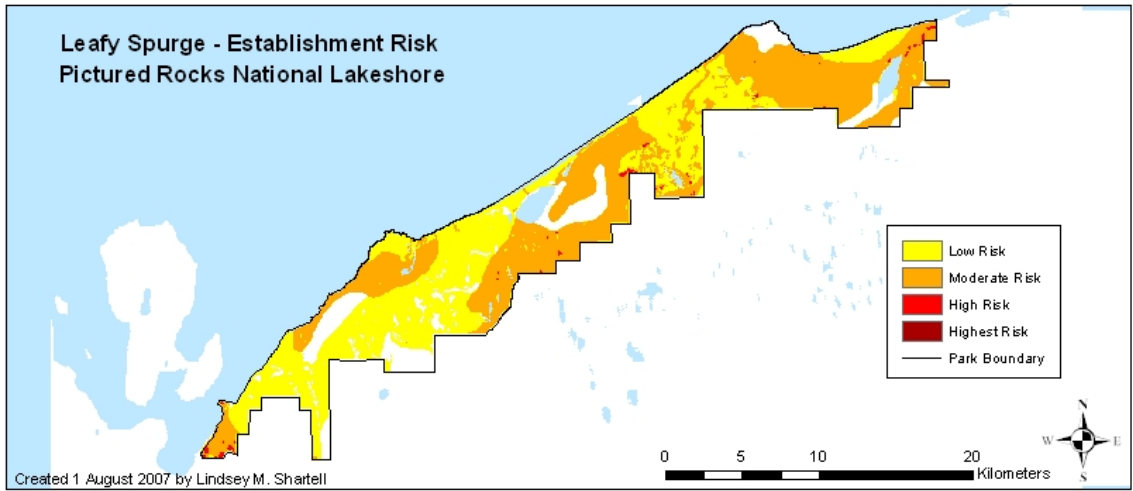 Leafy Spurge - Establishment Risk
Pictured Rocks National Lakeshore
Low Risk
Moderate Risk
High Risk
Highest Risk
Park Boundary
N
W E
S
0 5 10 20
Kilometers
Created 1 August 2007 by Lindsey M. Shartell